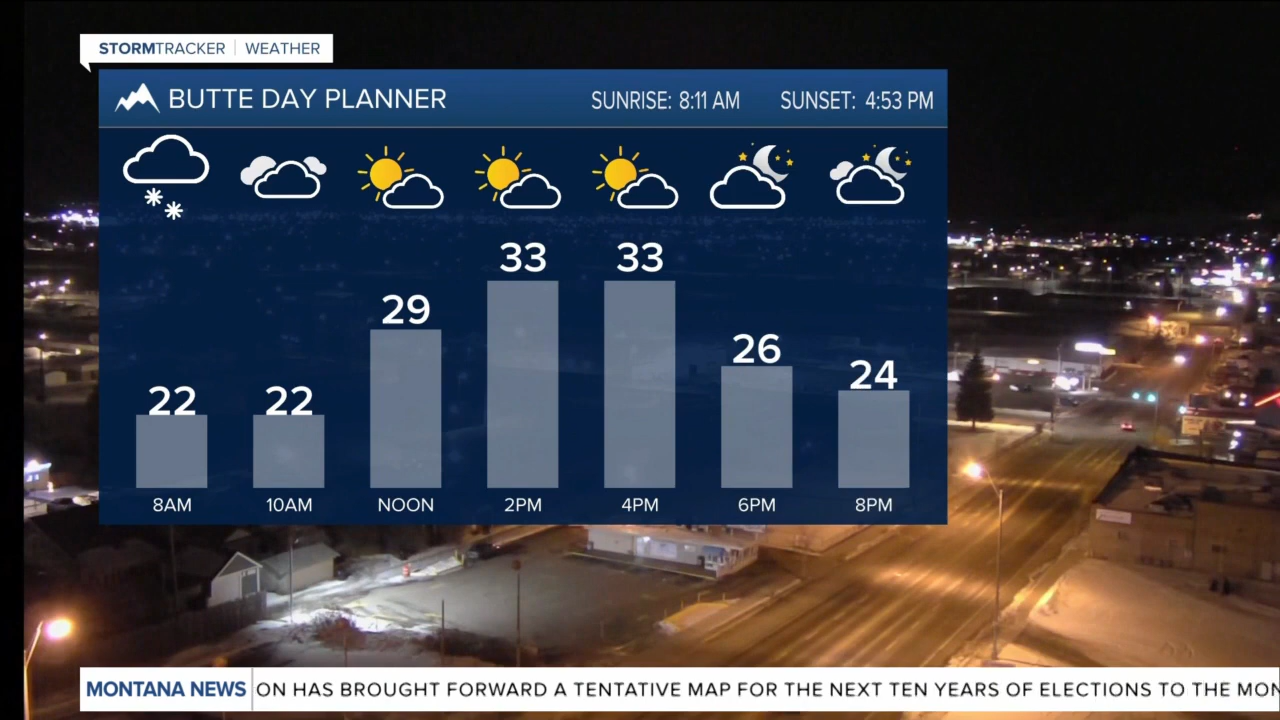 STORMTRACKER | WEATHER
BUTTE DAY PLANNER SUNRISE: 8:11 AM SUNSET: 4:53 PM
22 22 29 33 33 26 24
8AM 10AM NOON 2PM 4PM 6PM 8PM
MONTANA NEWS ON HAS BROUGHT FORWARD A TENTATIVE MAP FOR THE NEXT TEN YEARS OF ELECTIONS TO THE MON